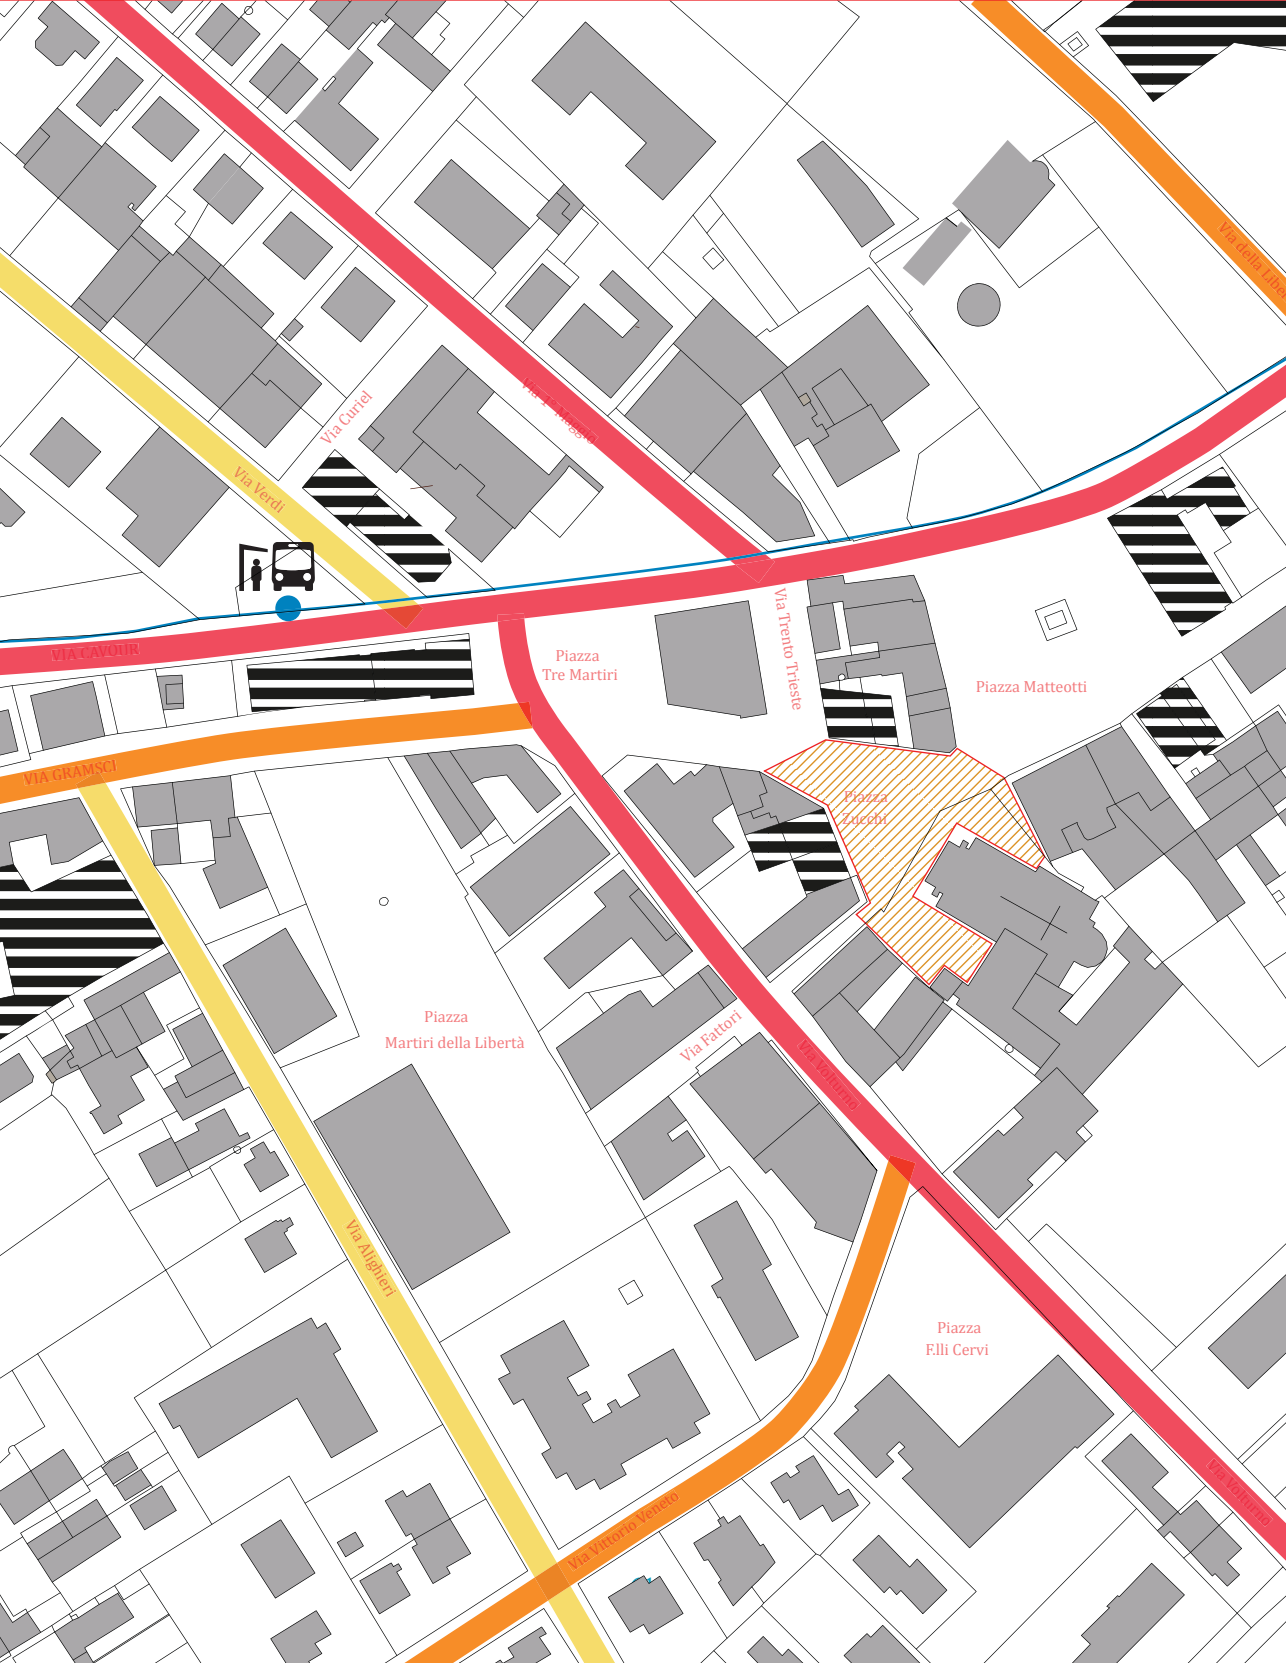 Via della Liber
Via Curiel
Via 1° Maggio
Via Verdi
VIA CAVOUR
Piazza
Tre Martiri
Via Trento Trieste
Piazza Matteotti
VIA GRAMSCI
Piazza
Zucchi
Piazza
Martiri della Libertà
Via Fattori
Via Volturno
Via Alighieri
Piazza
F.lli Cervi
Via Vittorio Veneto
Via Volturno